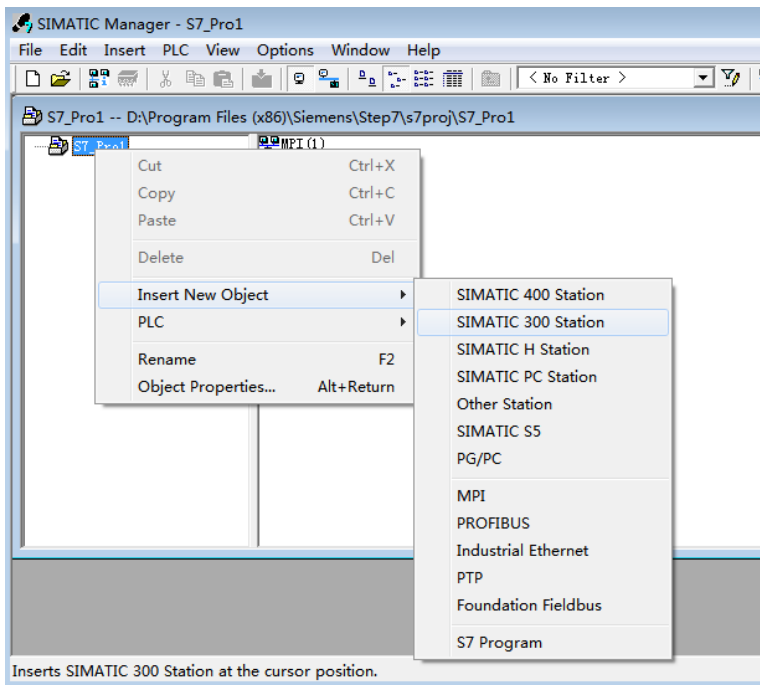 SIMATIC Manager - S7_Pro1
File Edit Insert PLC View Options Window Help
< No Filter >
S7_Pro1 -- D:\Program Files (x86)\Siemens\Step7\s7proj\S7_Pro1
S7_Pro1
MPI(1)
Cut Ctrl+X
Copy Ctrl+C
Paste Ctrl+V
Delete Del
Insert New Object
PLC
Rename F2
Object Properties... Alt+Return
SIMATIC 400 Station
SIMATIC 300 Station
SIMATIC H Station
SIMATIC PC Station
Other Station
SIMATIC S5
PG/PC
MPI
PROFIBUS
Industrial Ethernet
PTP
Foundation Fieldbus
S7 Program
Inserts SIMATIC 300 Station at the cursor position.